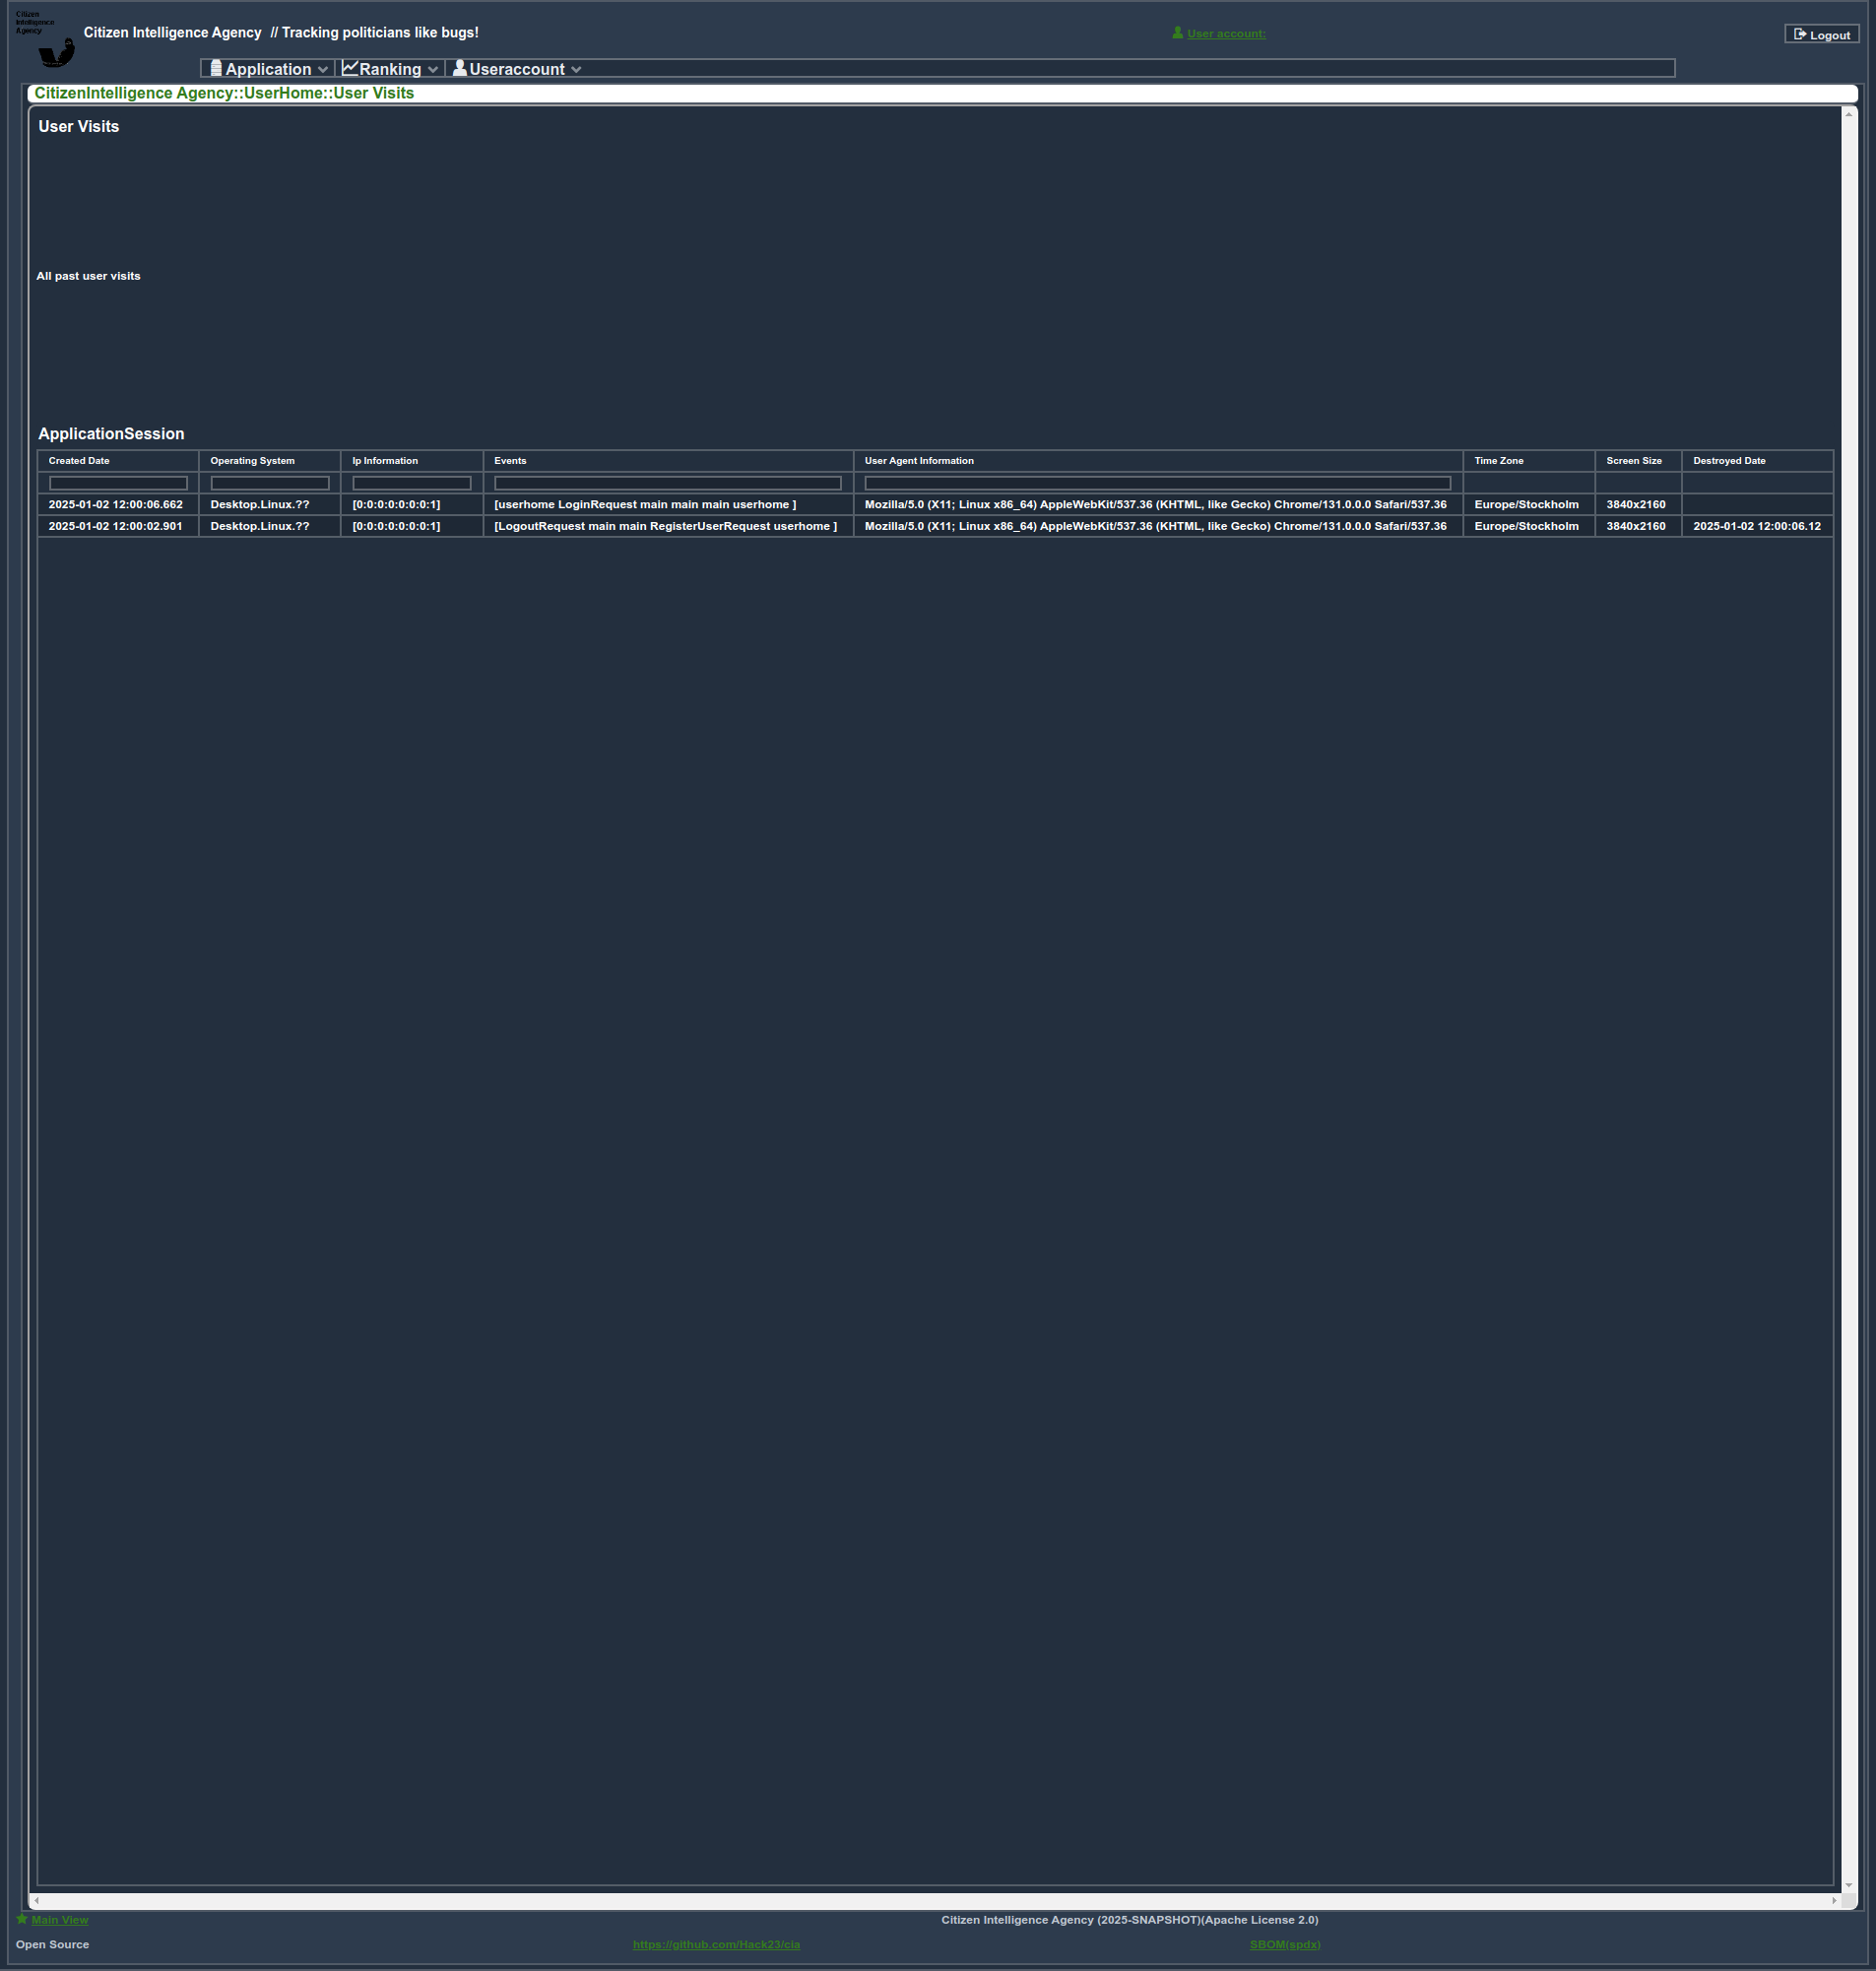 Citizen
Intelligence
Agency
Citizen Intelligence Agency // Tracking politicians like bugs!
User account:
Logout
Application Ranking Useraccount
CitizenIntelligence Agency::UserHome::User Visits
User Visits
All past user visits
ApplicationSession
Created Date Operating System Ip Information Events User Agent Information Time Zone Screen Size Destroyed Date
2025-01-02 12:00:06.662 Desktop.Linux.?? [0:0:0:0:0:0:0:1] [userhome LoginRequest main main main userhome ] Mozilla/5.0 (X11; Linux x86_64) AppleWebKit/537.36 (KHTML, like Gecko) Chrome/131.0.0.0 Safari/537.36 Europe/Stockholm 3840x2160
2025-01-02 12:00:02.901 Desktop.Linux.?? [0:0:0:0:0:0:0:1] [LogoutRequest main main RegisterUserRequest userhome ] Mozilla/5.0 (X11; Linux x86_64) AppleWebKit/537.36 (KHTML, like Gecko) Chrome/131.0.0.0 Safari/537.36 Europe/Stockholm 3840x2160 2025-01-02 12:00:06.12
Main View Citizen Intelligence Agency (2025-SNAPSHOT)(Apache License 2.0)
Open Source https://github.com/Hack23/cia SBOM(spdx)